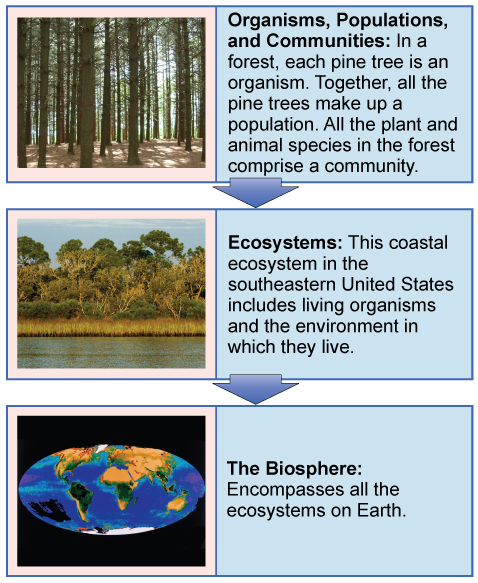 Organisms, Populations,
and Communities: In a
forest, each pine tree is an
organism. Together, all the
pine trees make up a
population. All the plant and
animal species in the forest
comprise a community.
Ecosystems: This coastal
ecosystem in the
southeastern United States
includes living organisms
and the environment in
which they live.
The Biosphere:
Encompasses all the
ecosystems on Earth.